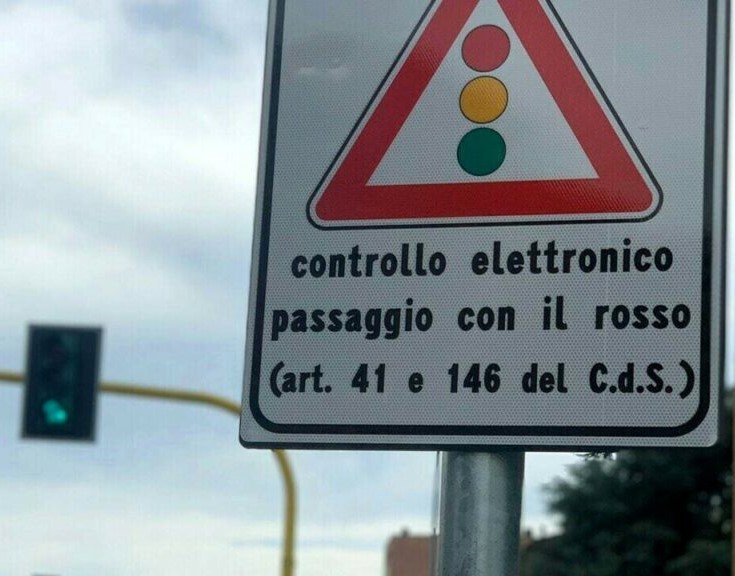 controllo elettronico
passaggio con il rosso
(art. 41 e 146 del C.d.S.)